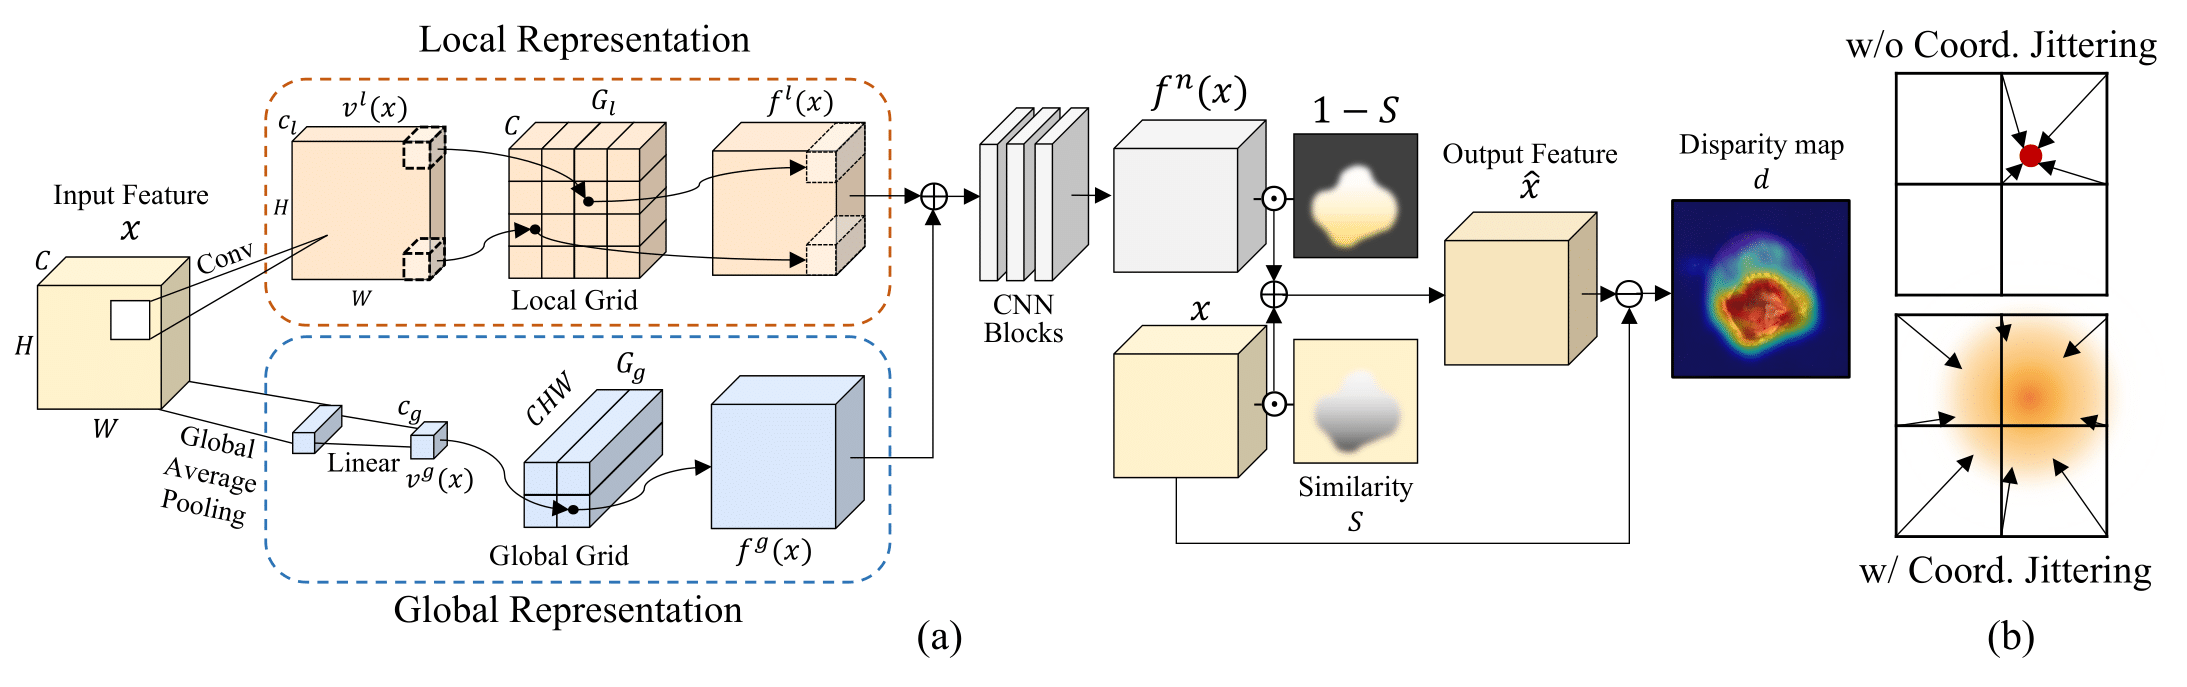 Local Representation
v^l(x)
c_l
H
W
C
G_l
Local Grid
f^l(x)
Input Feature
x
C
H
W
Conv
Global
Average
Pooling
Linear
c_g
v^g(x)
CHW
G_g
Global Grid
f^g(x)
Global Representation
CNN
Blocks
f^n(x)
1 − S
x
Similarity
S
Output Feature
x̂
Disparity map
d
(a)
w/o Coord. Jittering
w/ Coord. Jittering
(b)